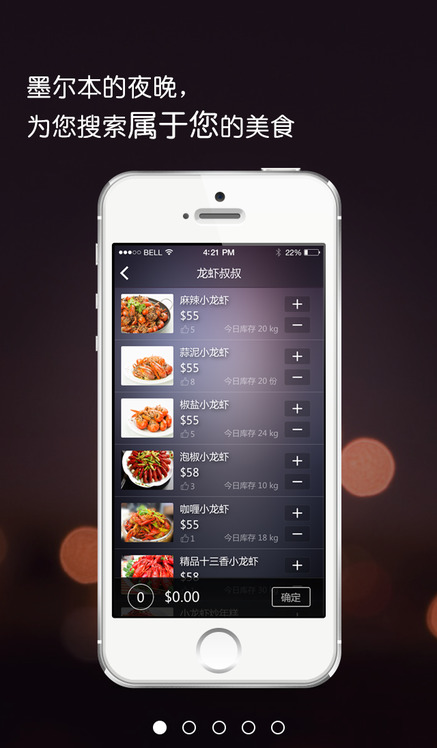 墨尔本的夜晚，
为您搜索属于您的美食
BELL 4:21 PM 22%
龙虾叔叔
麻辣小龙虾
$55
5 今日库存 20 kg
蒜泥小龙虾
$55
8 今日库存 20 份
椒盐小龙虾
$55
5 今日库存 24 kg
泡椒小龙虾
$58
3 今日库存 10 kg
咖喱小龙虾
$55
1 今日库存 18 kg
精品十三香小龙虾
$58
0 $0.00 确定
小龙虾炒年糕